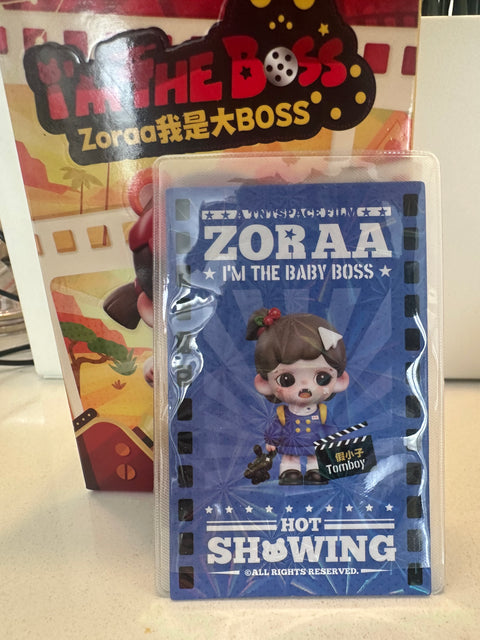 I'M THE BOSS
Zoraa我是大BOSS
A TNTSPACE FILM
ZORAA
I'M THE BABY BOSS
假小子
Tomboy
HOT
SHOWING
©ALL RIGHTS RESERVED.